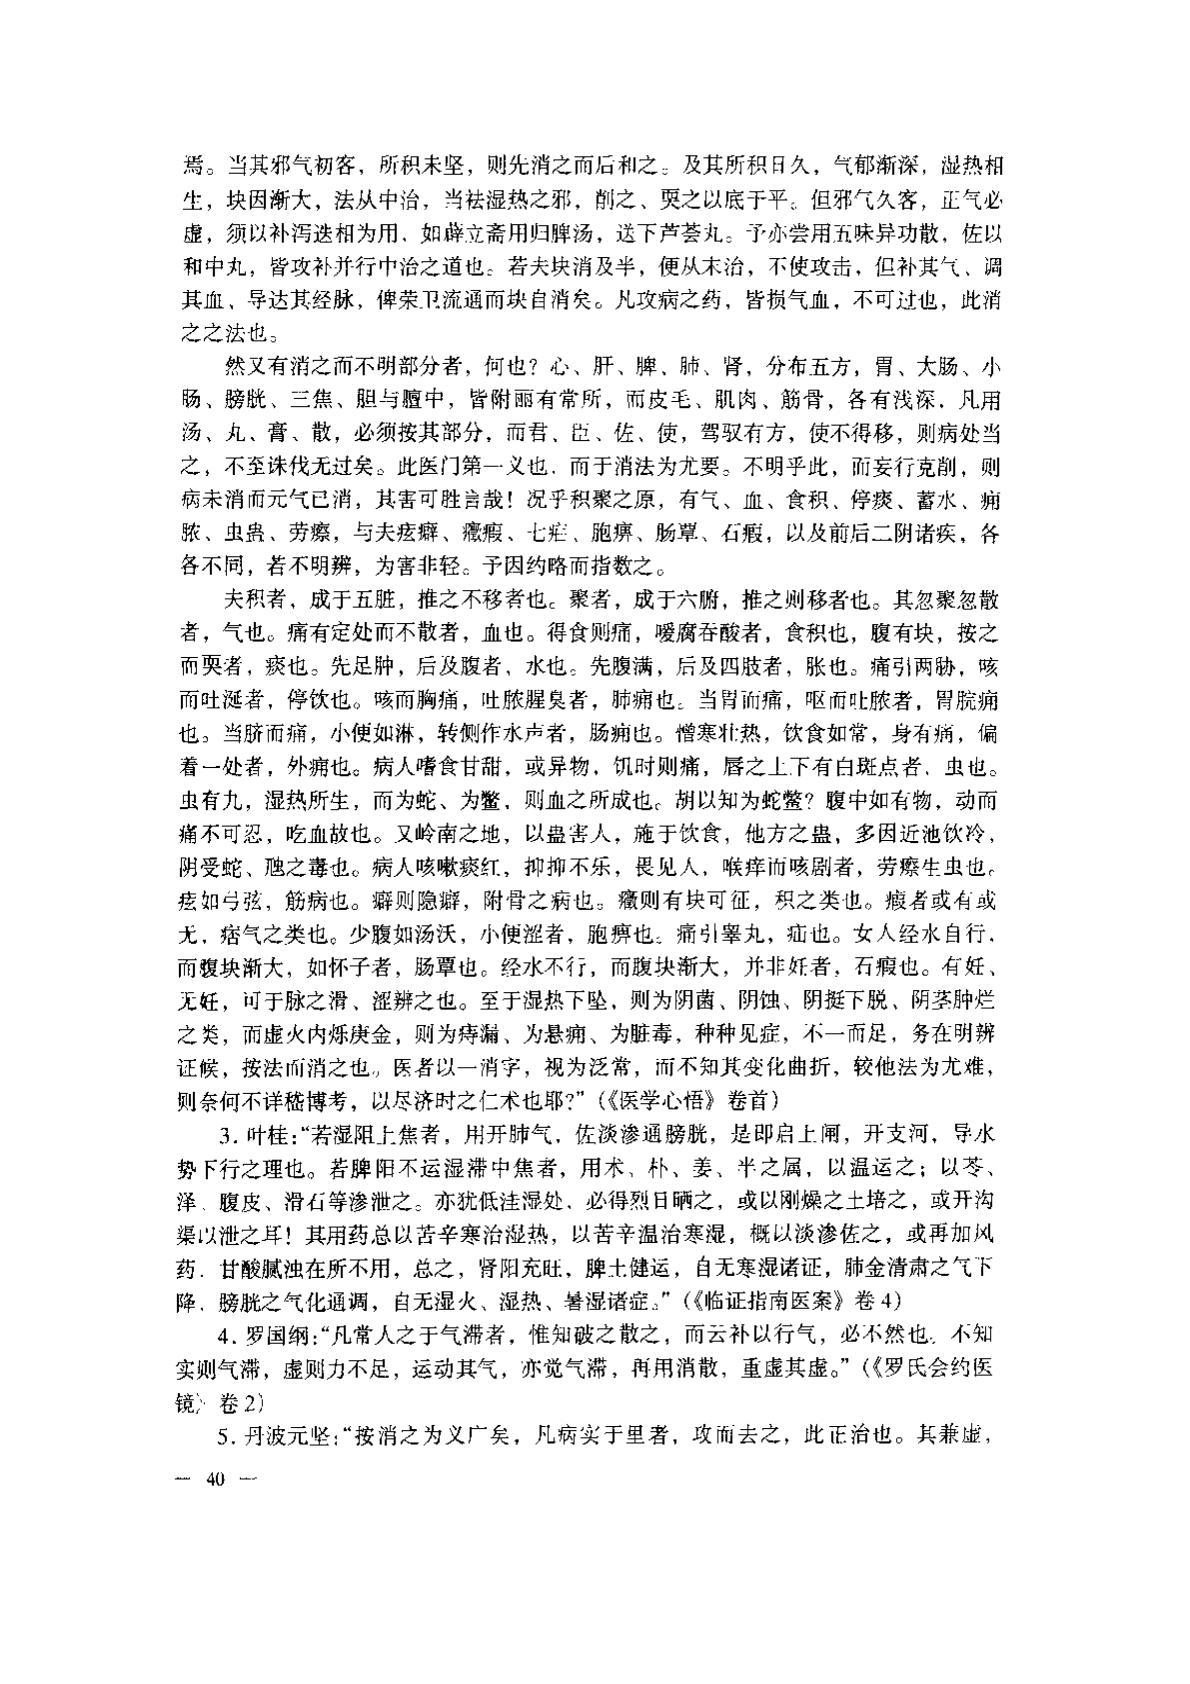 焉。当其邪气初客，所积未坚，则先消之而后和之。及其所积日久，气郁渐深，湿热相
生，块因渐大，法从中治，当祛湿热之邪，削之、耎之以底于平。但邪气久客，正气必
虚，须以补泻迭相为用，如薜立斋用归脾汤，送下芦荟丸。予亦尝用五味异功散，佐以
和中丸，皆攻补并行中治之道也。若夫块消及半，便从末治，不使攻击，但补其气、调
其血、导达其经脉，俾荣卫流通而块自消矣。凡攻病之药，皆损气血，不可过也，此消
之之法也。
然又有消之而不明部分者，何也？心、肝、脾、肺、肾，分布五方，胃、大肠、小
肠、膀胱、三焦、胆与膻中，皆附丽有常所，而皮毛、肌肉、筋骨，各有浅深，凡用
汤、丸、膏、散，必须按其部分，而君、臣、佐、使，驾驭有方，使不得移，则病处当
之，不至诛伐无过矣。此医门第一义也，而于消法为尤要。不明乎此，而妄行克削，则
病未消而元气已消，其害可胜言哉！况乎积聚之原，有气、血、食积、停痰、蓄水、痈
脓、虫蛊、劳瘵，与夫痃癖、癥瘕、七疝、胞痹、肠覃、石瘕，以及前后二阴诸疾，各
各不同，若不明辨，为害非轻。予因约略而指数之。
夫积者，成于五脏，推之不移者也。聚者，成于六腑，推之则移者也。其忽聚忽散
者，气也。痛有定处而不散者，血也。得食则痛，嗳腐吞酸者，食积也，腹有块，按之
而耎者，痰也。先足肿，后及腹者，水也。先腹满，后及四肢者，胀也。痛引两胁，咳
而吐涎者，停饮也。咳而胸痛，吐脓腥臭者，肺痈也。当胃而痛，呕而吐脓者，胃脘痈
也。当脐而痛，小便如淋，转侧作水声者，肠痈也。憎寒壮热，饮食如常，身有痛，偏
着一处者，外痈也。病人嗜食甘甜，或异物，饥时则痛，唇之上下有白斑点者，虫也。
虫有九，湿热所生，而为蛇、为鳖，则血之所成也。胡以知为蛇鳖？腹中如有物，动而
痛不可忍，吃血故也。又岭南之地，以蛊害人，施于饮食，他方之蛊，多因近池饮冷，
阴受蛇、虺之毒也。病人咳嗽痰红，抑抑不乐，畏见人，喉痒而咳剧者，劳瘵生虫也。
痃如弓弦，筋病也。癖则隐癖，附骨之病也。癥则有块可征，积之类也。瘕者或有或
无，痞气之类也。少腹如汤沃，小便涩者，胞痹也。痛引睾丸，疝也。女人经水自行，
而腹块渐大，如怀子者，肠覃也。经水不行，而腹块渐大，并非妊者，石瘕也。有妊、
无妊，可于脉之滑、涩辨之也。至于湿热下坠，则为阴菌、阴蚀、阴挺下脱、阴茎肿烂
之类，而虚火内烁庚金，则为痔漏、为悬痈、为脏毒，种种见症，不一而足，务在明辨
证候，按法而消之也。医者以一消字，视为泛常，而不知其变化曲折，较他法为尤难，
则奈何不详嵇博考，以尽济时之仁术也耶?”(《医学心悟》卷首)
3. 叶桂：“若湿阻上焦者，用开肺气，佐淡渗通膀胱，是即启上闸，开支河，导水
势下行之理也。若脾阳不运湿滞中焦者，用术、朴、姜、半之属，以温运之；以苓、
泽、腹皮、滑石等渗泄之。亦犹低洼湿处，必得烈日晒之，或以刚燥之土培之，或开沟
渠以泄之耳！其用药总以苦辛寒治湿热，以苦辛温治寒湿，概以淡渗佐之，或再加风
药，甘酸腻浊在所不用，总之，肾阳充旺，脾土健运，自无寒湿诸证，肺金清肃之气下
降，膀胱之气化通调，自无湿火、湿热、暑湿诸症。”(《临证指南医案》卷 4)
4. 罗国纲：“凡常人之于气滞者，惟知破之散之，而云补以行气，必不然也。不知
实则气滞，虚则力不足，运动其气，亦觉气滞，再用消散，重虚其虚。”(《罗氏会约医
镜》卷 2)
5. 丹波元坚：“按消之为义广矣，凡病实于里者，攻而去之，此正治也。其兼虚，
— 40 —